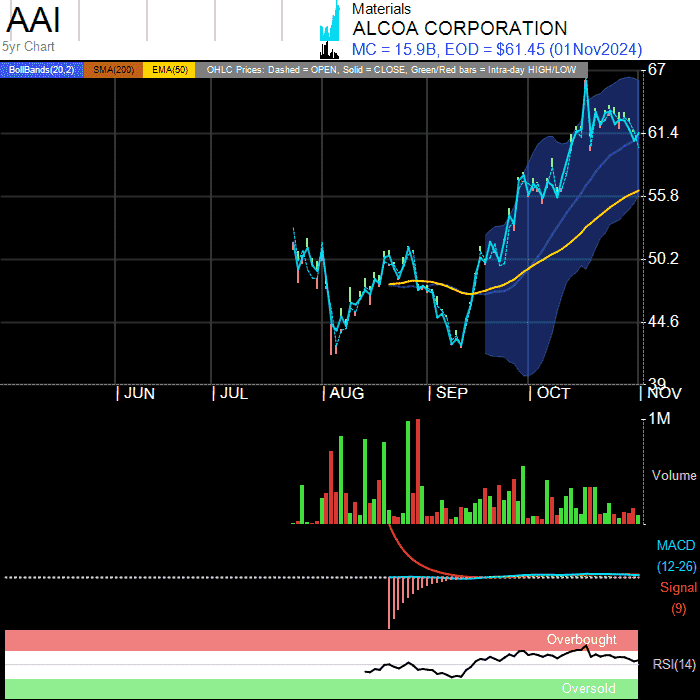 AAI
5yr Chart
Materials
ALCOA CORPORATION
MC = 15.9B, EOD = $61.45 (01Nov2024)
BollBands(20,2) SMA(200) EMA(50) OHLC Prices: Dashed = OPEN, Solid = CLOSE, Green/Red bars = Intra-day HIGH/LOW
67
61.4
55.8
50.2
44.6
39
| JUN | JUL | AUG | SEP | OCT | NOV
1M
Volume
MACD
(12-26)
Signal
(9)
Overbought
RSI(14)
Oversold